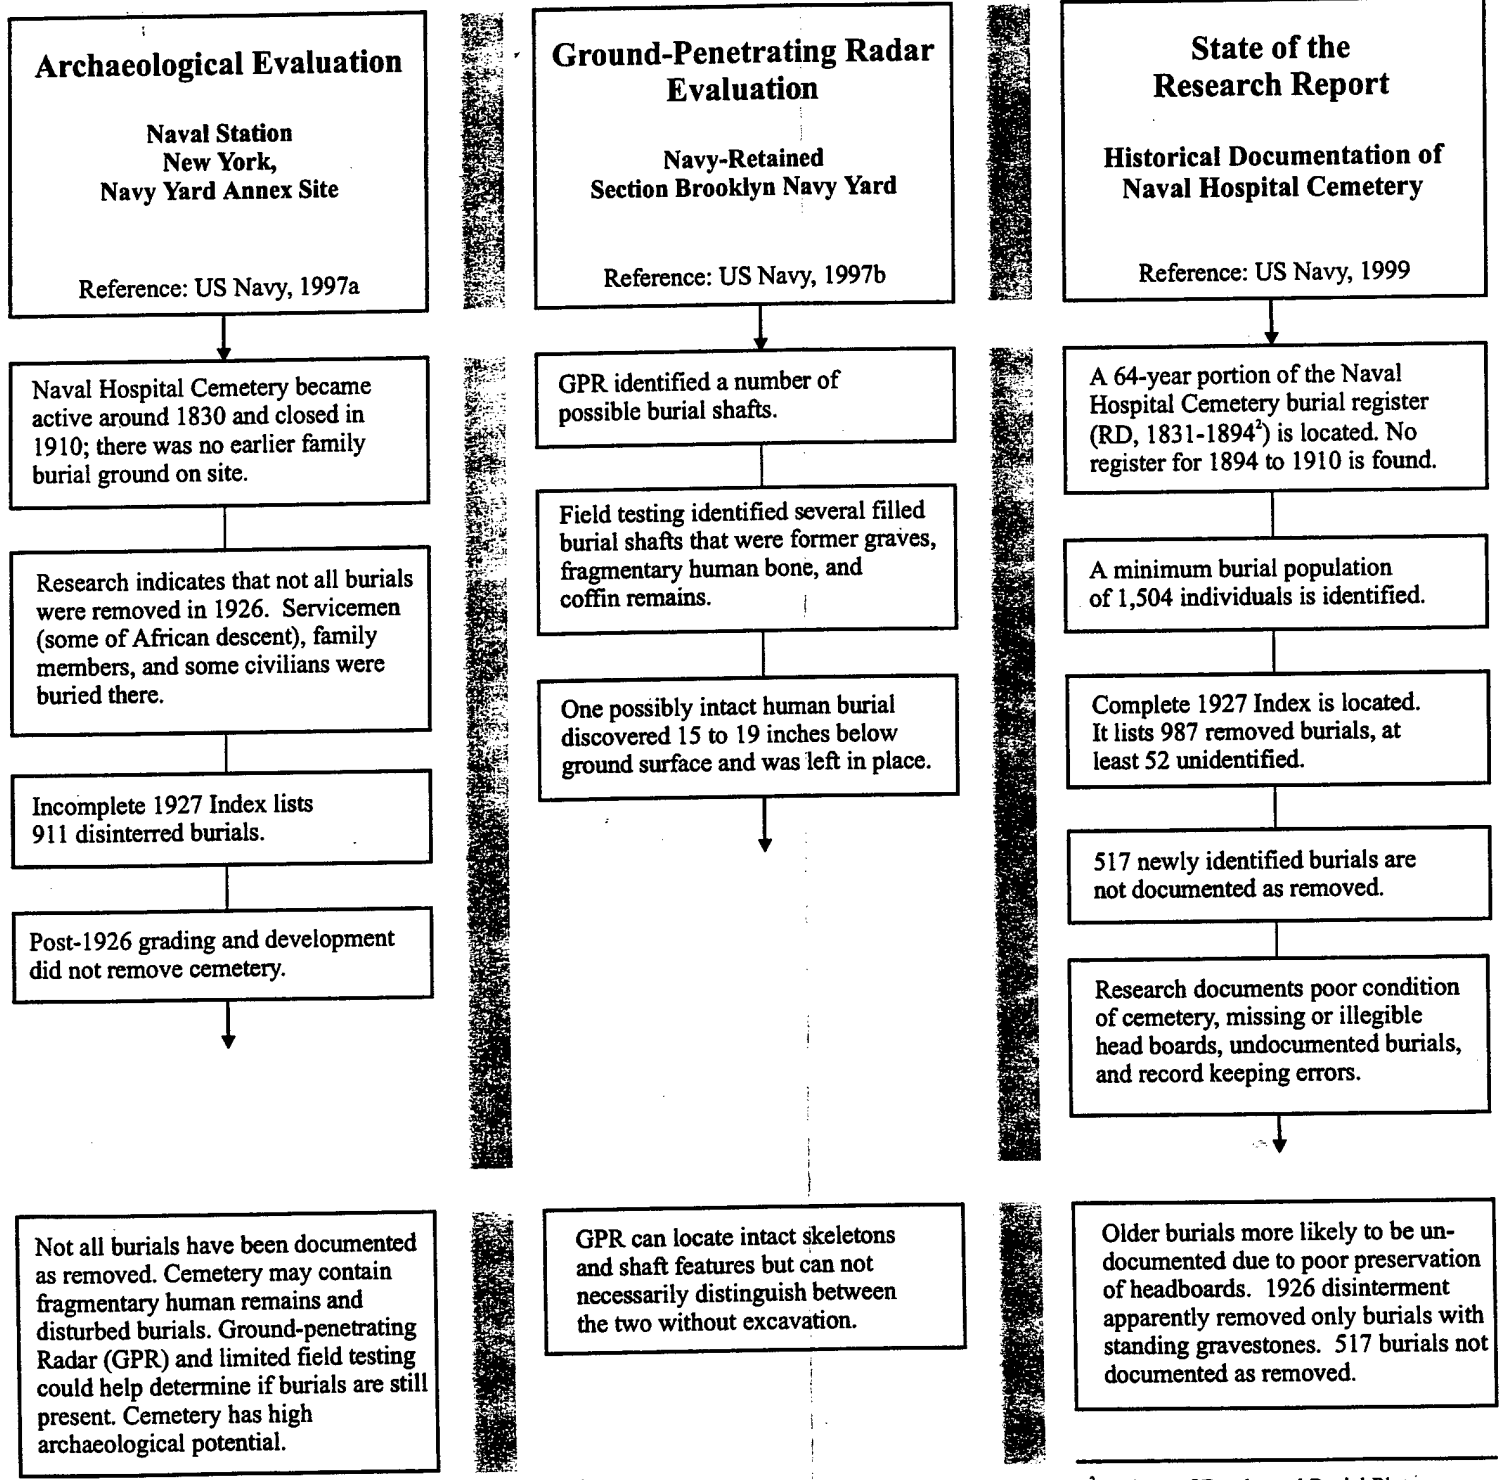 Archaeological Evaluation
Naval Station
New York,
Navy Yard Annex Site
Reference: US Navy, 1997a
Naval Hospital Cemetery became
active around 1830 and closed in
1910; there was no earlier family
burial ground on site.
Research indicates that not all burials
were removed in 1926. Servicemen
(some of African descent), family
members, and some civilians were
buried there.
Incomplete 1927 Index lists
911 disinterred burials.
Post-1926 grading and development
did not remove cemetery.
Not all burials have been documented
as removed. Cemetery may contain
fragmentary human remains and
disturbed burials. Ground-penetrating
Radar (GPR) and limited field testing
could help determine if burials are still
present. Cemetery has high
archaeological potential.
Ground-Penetrating Radar
Evaluation
Navy-Retained
Section Brooklyn Navy Yard
Reference: US Navy, 1997b
GPR identified a number of
possible burial shafts.
Field testing identified several filled
burial shafts that were former graves,
fragmentary human bone, and
coffin remains.
One possibly intact human burial
discovered 15 to 19 inches below
ground surface and was left in place.
GPR can locate intact skeletons
and shaft features but can not
necessarily distinguish between
the two without excavation.
State of the
Research Report
Historical Documentation of
Naval Hospital Cemetery
Reference: US Navy, 1999
A 64-year portion of the Naval
Hospital Cemetery burial register
(RD, 1831-1894²) is located. No
register for 1894 to 1910 is found.
A minimum burial population
of 1,504 individuals is identified.
Complete 1927 Index is located.
It lists 987 removed burials, at
least 52 unidentified.
517 newly identified burials are
not documented as removed.
Research documents poor condition
of cemetery, missing or illegible
head boards, undocumented burials,
and record keeping errors.
Older burials more likely to be un-
documented due to poor preservation
of headboards. 1926 disinterment
apparently removed only burials with
standing gravestones. 517 burials not
documented as removed.